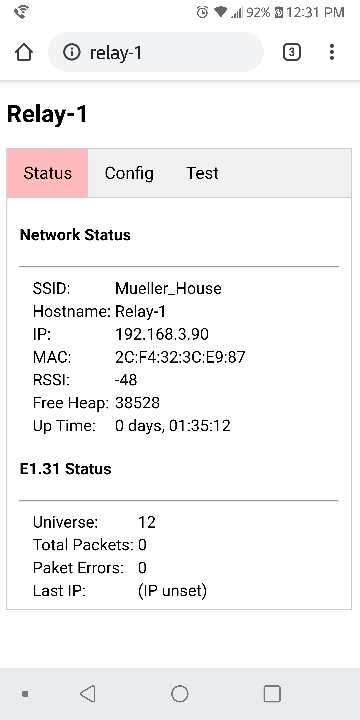 92% 12:31 PM
relay-1
3
Relay-1
Status Config Test
Network Status
SSID: Mueller_House
Hostname: Relay-1
IP: 192.168.3.90
MAC: 2C:F4:32:3C:E9:87
RSSI: -48
Free Heap: 38528
Up Time: 0 days, 01:35:12
E1.31 Status
Universe: 12
Total Packets: 0
Paket Errors: 0
Last IP: (IP unset)